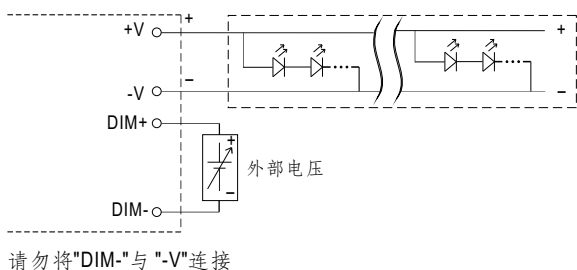 +V
+
+
-V
−
−
DIM+
+
外部电压
−
DIM-
请勿将"DIM-"与 "-V"连接